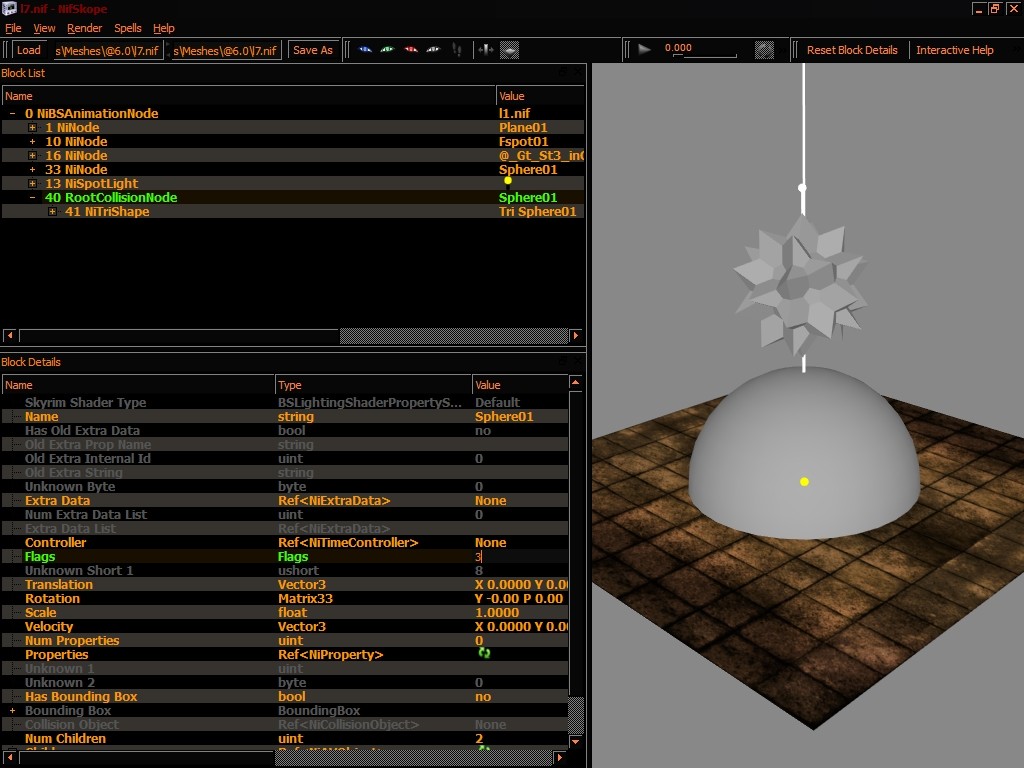 l7.nif - NifSkope
File View Render Spells Help
Load s\Meshes\@6.0\l7.nif s\Meshes\@6.0\l7.nif Save As 0.000 Reset Block Details Interactive Help
Block List
Name Value
0 NiBSAnimationNode l1.nif
1 NiNode Plane01
10 NiNode Fspot01
16 NiNode @_Gt_St3_in
33 NiNode Sphere01
13 NiSpotLight
40 RootCollisionNode Sphere01
41 NiTriShape Tri Sphere01
Block Details
Name Type Value
Skyrim Shader Type BSLightingShaderPropertyS... Default
Name string Sphere01
Has Old Extra Data bool no
Old Extra Prop Name string
Old Extra Internal Id uint 0
Old Extra String string
Unknown Byte byte 0
Extra Data Ref<NiExtraData> None
Num Extra Data List uint 0
Extra Data List Ref<NiExtraData>
Controller Ref<NiTimeController> None
Flags Flags 3
Unknown Short 1 ushort 8
Translation Vector3 X 0.0000 Y 0.0
Rotation Matrix33 Y -0.00 P 0.00
Scale float 1.0000
Velocity Vector3 X 0.0000 Y 0.0
Num Properties uint 0
Properties Ref<NiProperty>
Unknown 1 uint
Unknown 2 byte 0
Has Bounding Box bool no
Bounding Box BoundingBox
Collision Object Ref<NiCollisionObject> None
Num Children uint 2